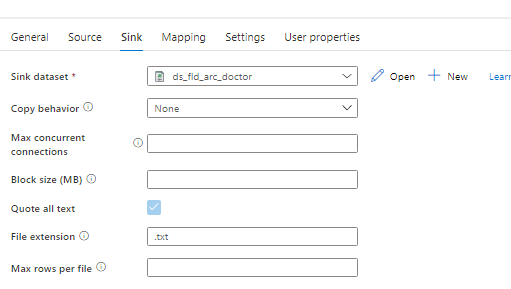 General Source Sink Mapping Settings User properties
Sink dataset * ds_fld_arc_doctor Open New Lear
Copy behavior None
Max concurrent
connections
Block size (MB)
Quote all text
File extension .txt
Max rows per file